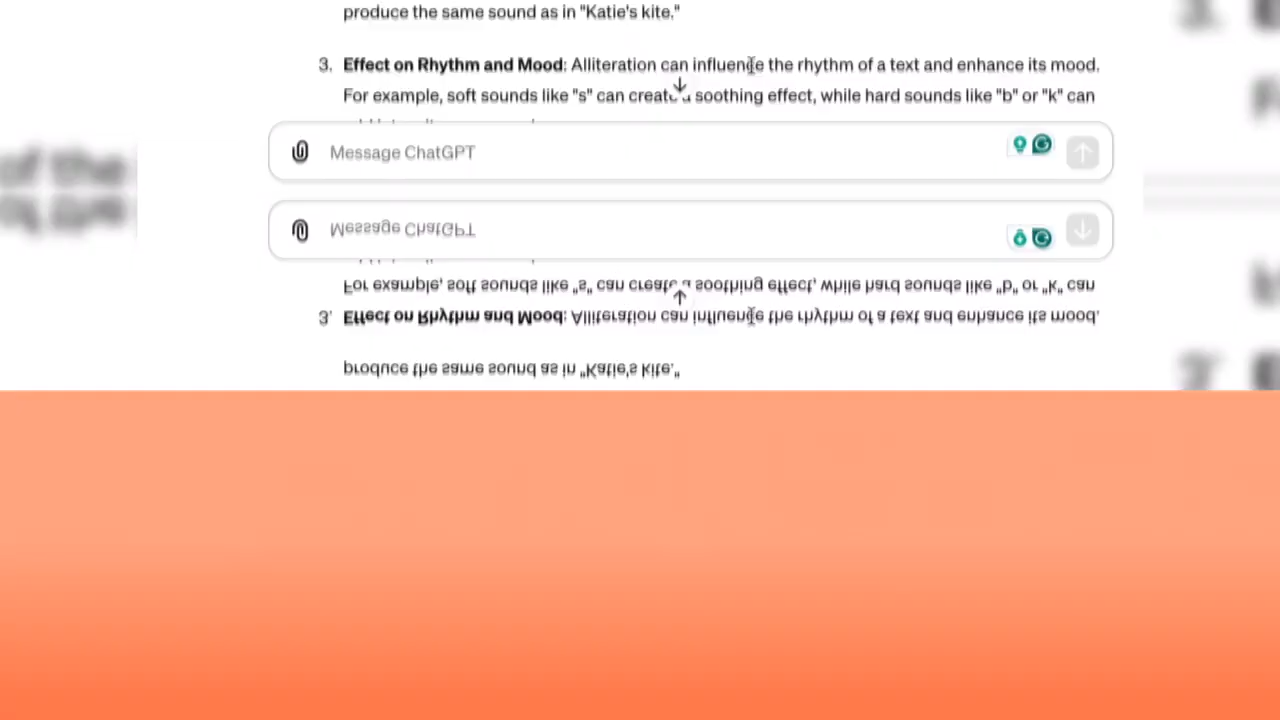 produce the same sound as in "Katie's kite."
3. Effect on Rhythm and Mood: Alliteration can influence the rhythm of a text and enhance its mood.
For example, soft sounds like "s" can create a soothing effect, while hard sounds like "b" or "k" can
Message ChatGPT
Message ChatGPT
For example, soft sounds like "s" can create a soothing effect, while hard sounds like "b" or "k" can
3. Effect on Rhythm and Mood: Alliteration can influence the rhythm of a text and enhance its mood.
produce the same sound as in "Katie's kite."
of the
of the